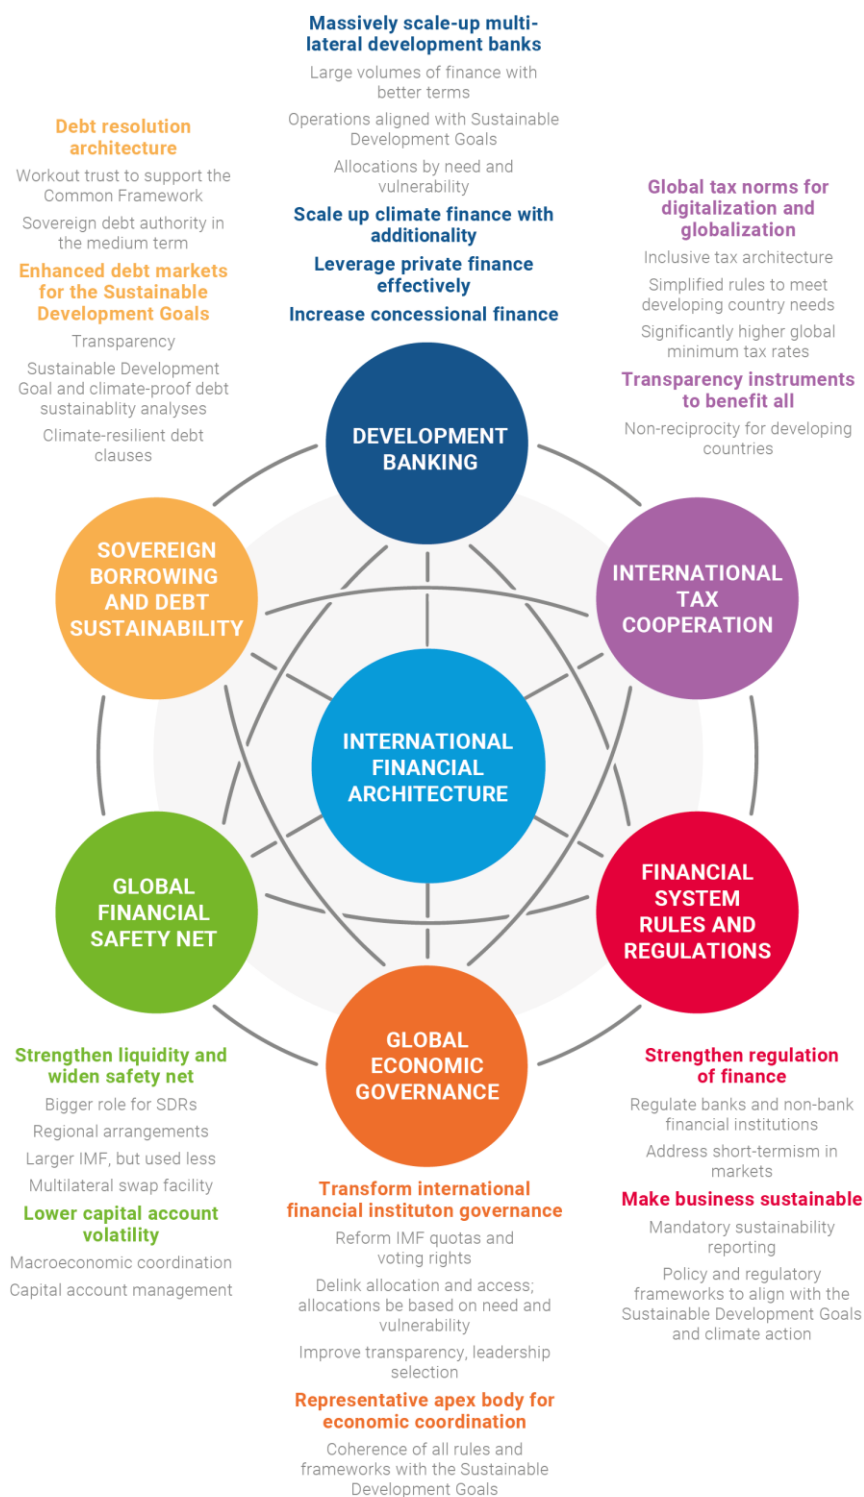 Massively scale-up multi-
lateral development banks
Large volumes of finance with
better terms
Operations aligned with Sustainable
Development Goals
Allocations by need and
vulnerability
Scale up climate finance with
additionality
Leverage private finance
effectively
Increase concessional finance
Debt resolution
architecture
Workout trust to support the
Common Framework
Sovereign debt authority in
the medium term
Enhanced debt markets
for the Sustainable
Development Goals
Transparency
Sustainable Development
Goal and climate-proof debt
sustainablity analyses
Climate-resilient debt
clauses
Global tax norms for
digitalization and
globalization
Inclusive tax architecture
Simplified rules to meet
developing country needs
Significantly higher global
minimum tax rates
Transparency instruments
to benefit all
Non-reciprocity for developing
countries
DEVELOPMENT
BANKING
SOVEREIGN
BORROWING
AND DEBT
SUSTAINABILITY
INTERNATIONAL
TAX
COOPERATION
INTERNATIONAL
FINANCIAL
ARCHITECTURE
GLOBAL
FINANCIAL
SAFETY NET
FINANCIAL
SYSTEM
RULES AND
REGULATIONS
GLOBAL
ECONOMIC
GOVERNANCE
Strengthen liquidity and
widen safety net
Bigger role for SDRs
Regional arrangements
Larger IMF, but used less
Multilateral swap facility
Lower capital account
volatility
Macroeconomic coordination
Capital account management
Transform international
financial instituton governance
Reform IMF quotas and
voting rights
Delink allocation and access;
allocations be based on need and
vulnerability
Improve transparency, leadership
selection
Representative apex body for
economic coordination
Coherence of all rules and
frameworks with the Sustainable
Development Goals
Strengthen regulation
of finance
Regulate banks and non-bank
financial institutions
Address short-termism in
markets
Make business sustainable
Mandatory sustainability
reporting
Policy and regulatory
frameworks to align with the
Sustainable Development Goals
and climate action